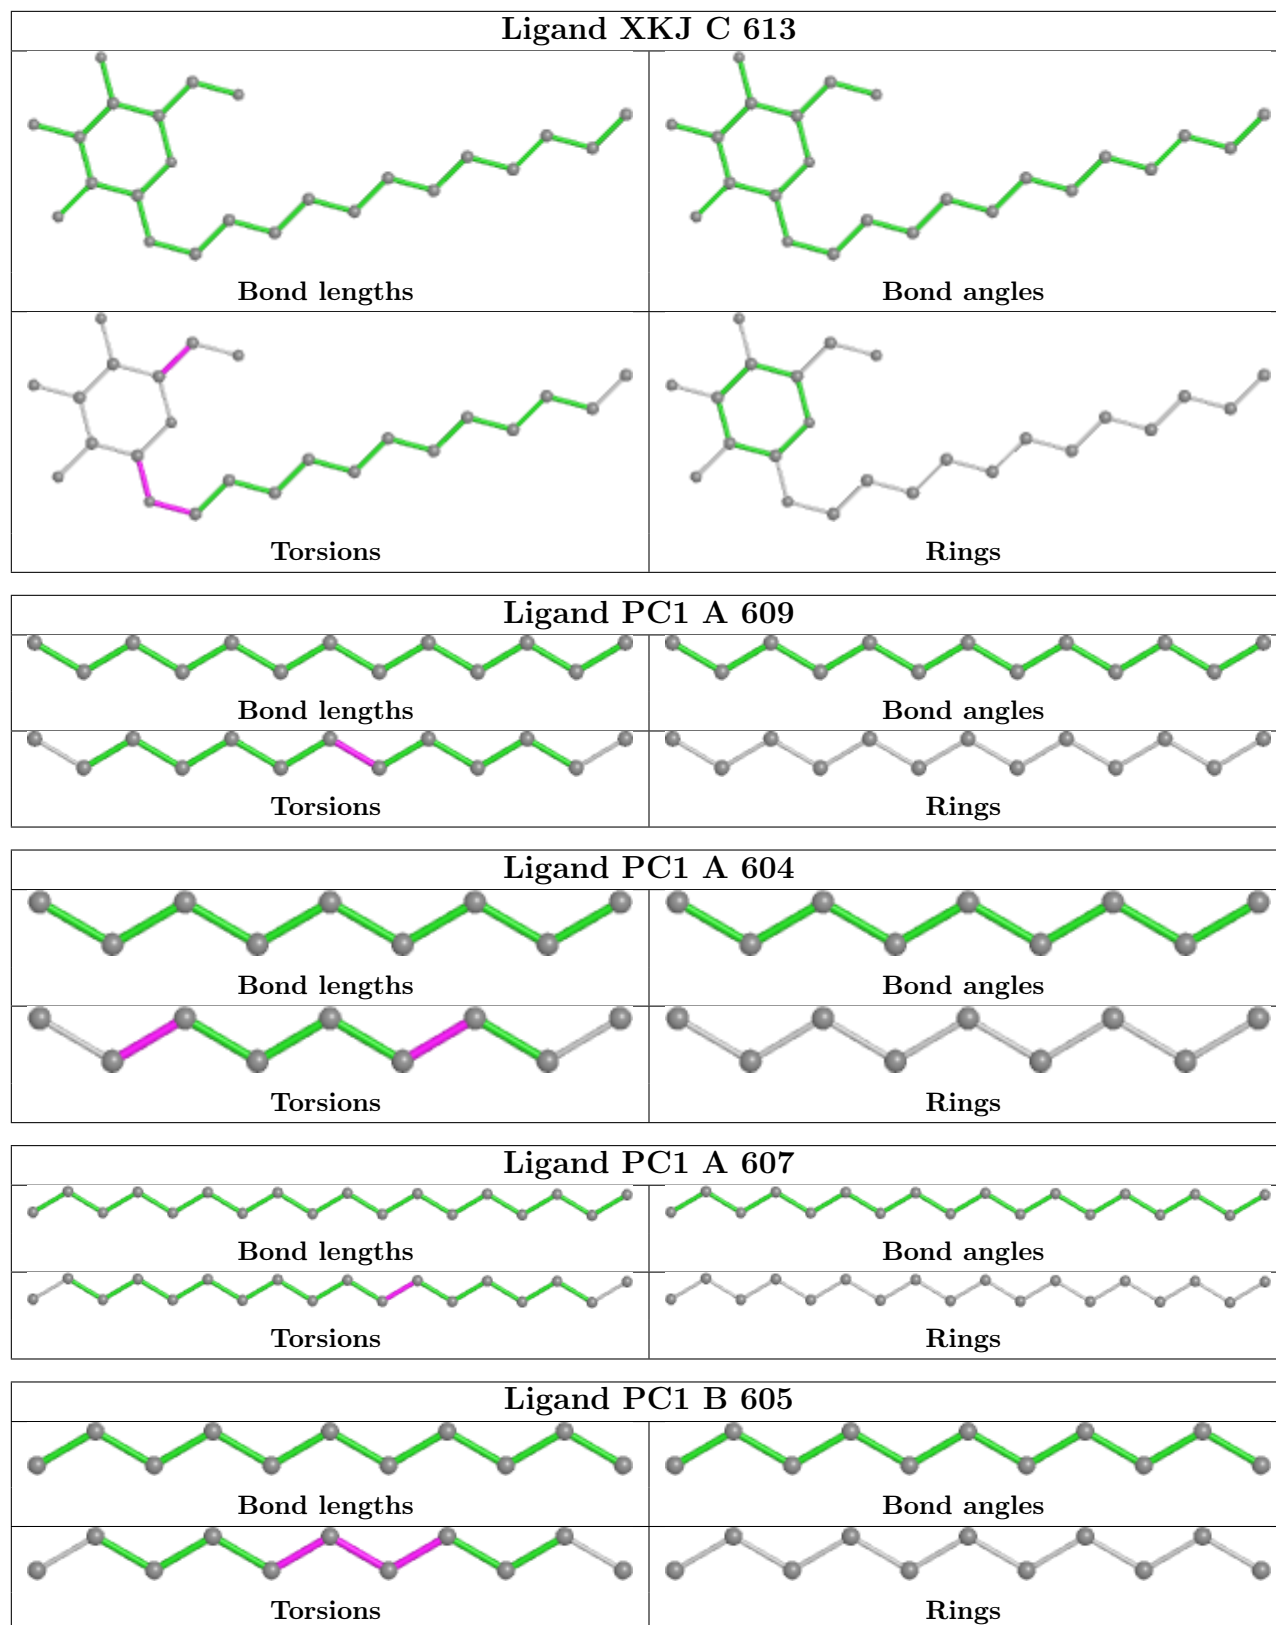 Ligand XKJ C 613
Bond lengths
Bond angles
Torsions
Rings
Ligand PC1 A 609
Bond lengths
Bond angles
Torsions
Rings
Ligand PC1 A 604
Bond lengths
Bond angles
Torsions
Rings
Ligand PC1 A 607
Bond lengths
Bond angles
Torsions
Rings
Ligand PC1 B 605
Bond lengths
Bond angles
Torsions
Rings